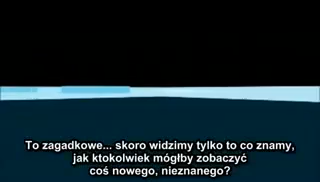 To zagadkowe... skoro widzimy tylko to co znamy,
jak ktokolwiek mógłby zobaczyć
coś nowego, nieznanego?